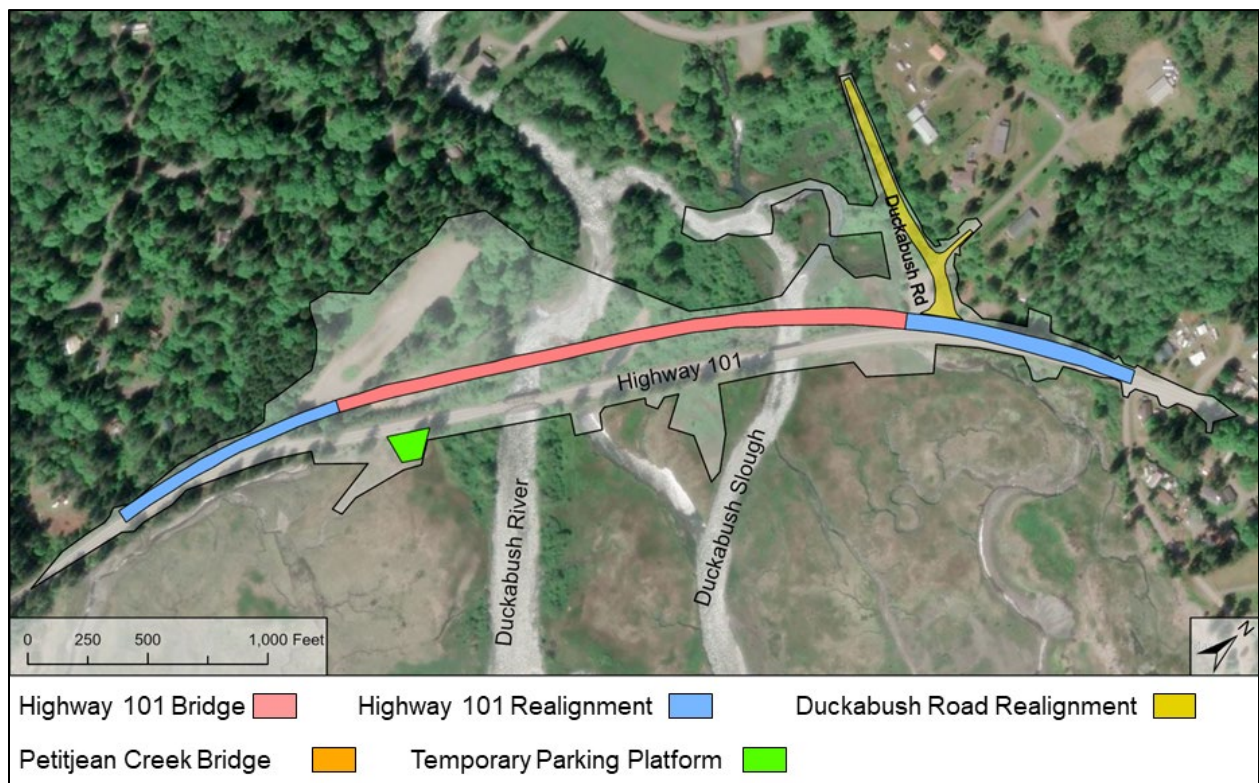 Duckabush Rd
Highway 101
Duckabush River
Duckabush Slough
0 250 500 1,000 Feet
N
Highway 101 Bridge Highway 101 Realignment Duckabush Road Realignment
Petitjean Creek Bridge Temporary Parking Platform